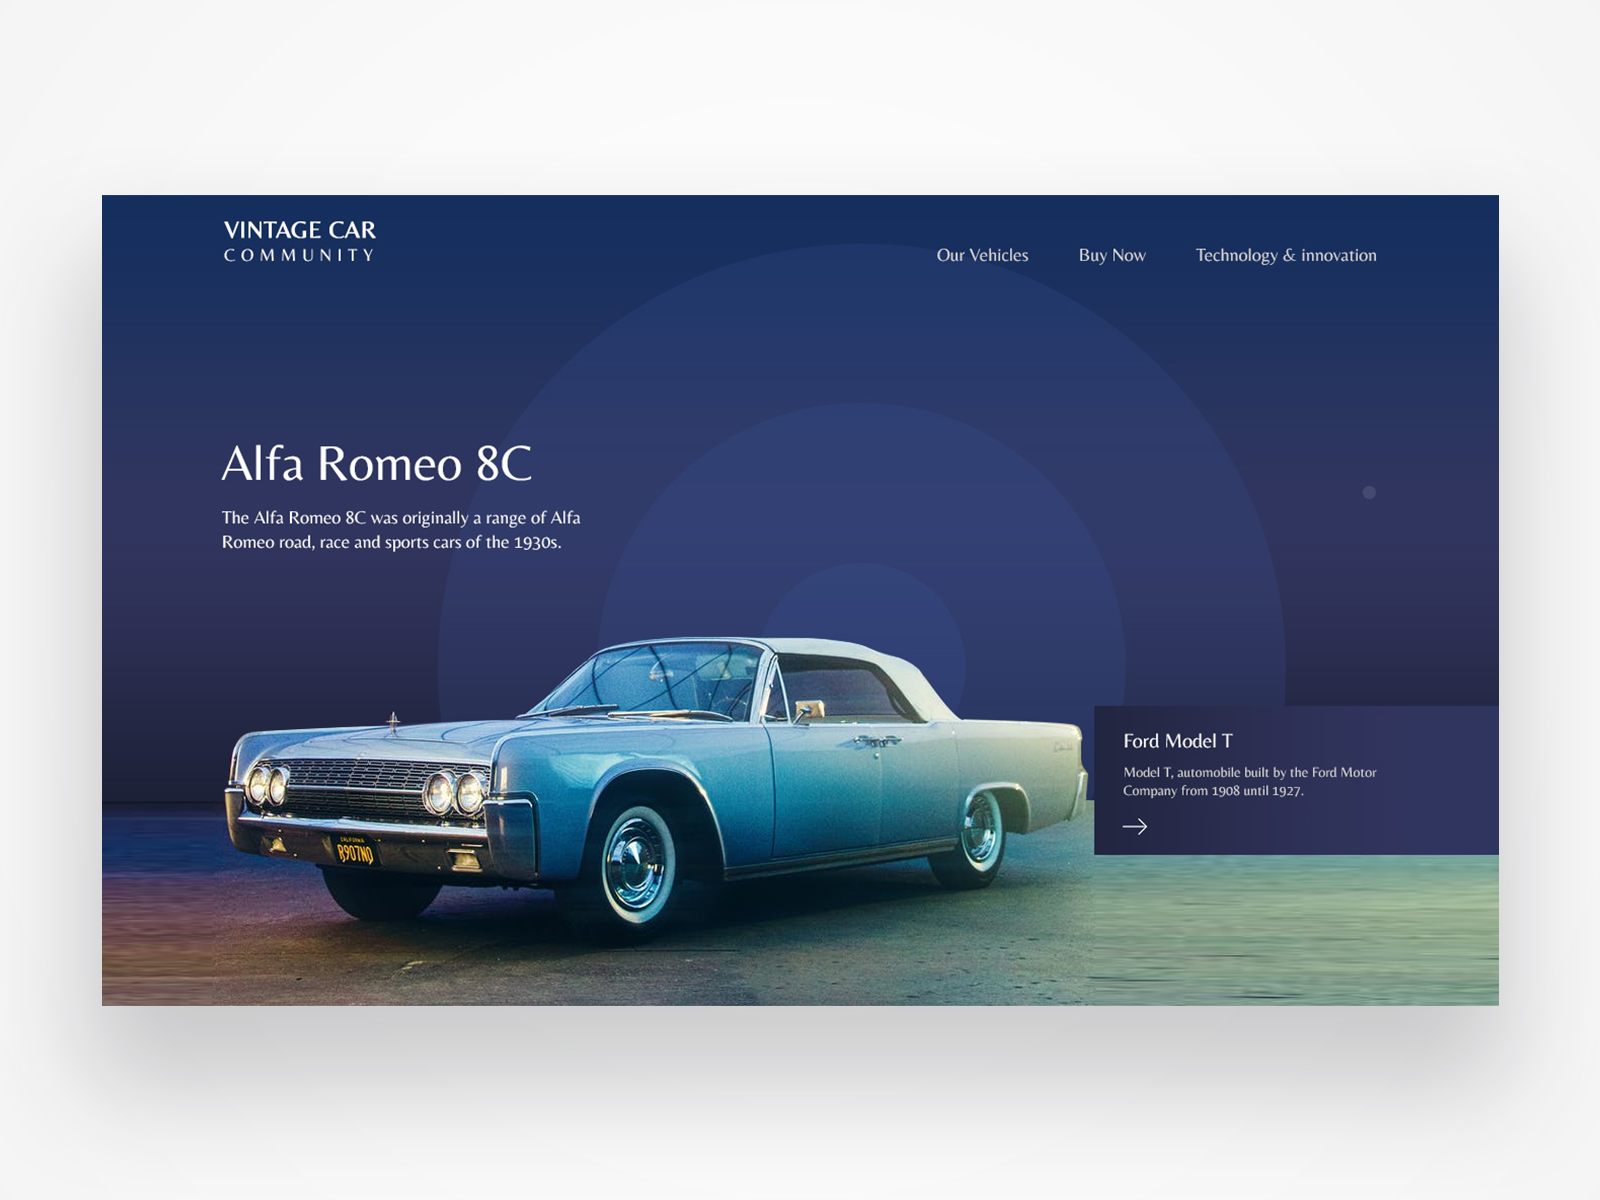 VINTAGE CAR
COMMUNITY
Our Vehicles
Buy Now
Technology & innovation
Alfa Romeo 8C
The Alfa Romeo 8C was originally a range of Alfa
Romeo road, race and sports cars of the 1930s.
Ford Model T
Model T, automobile built by the Ford Motor
Company from 1908 until 1927.
CALIFORNIA